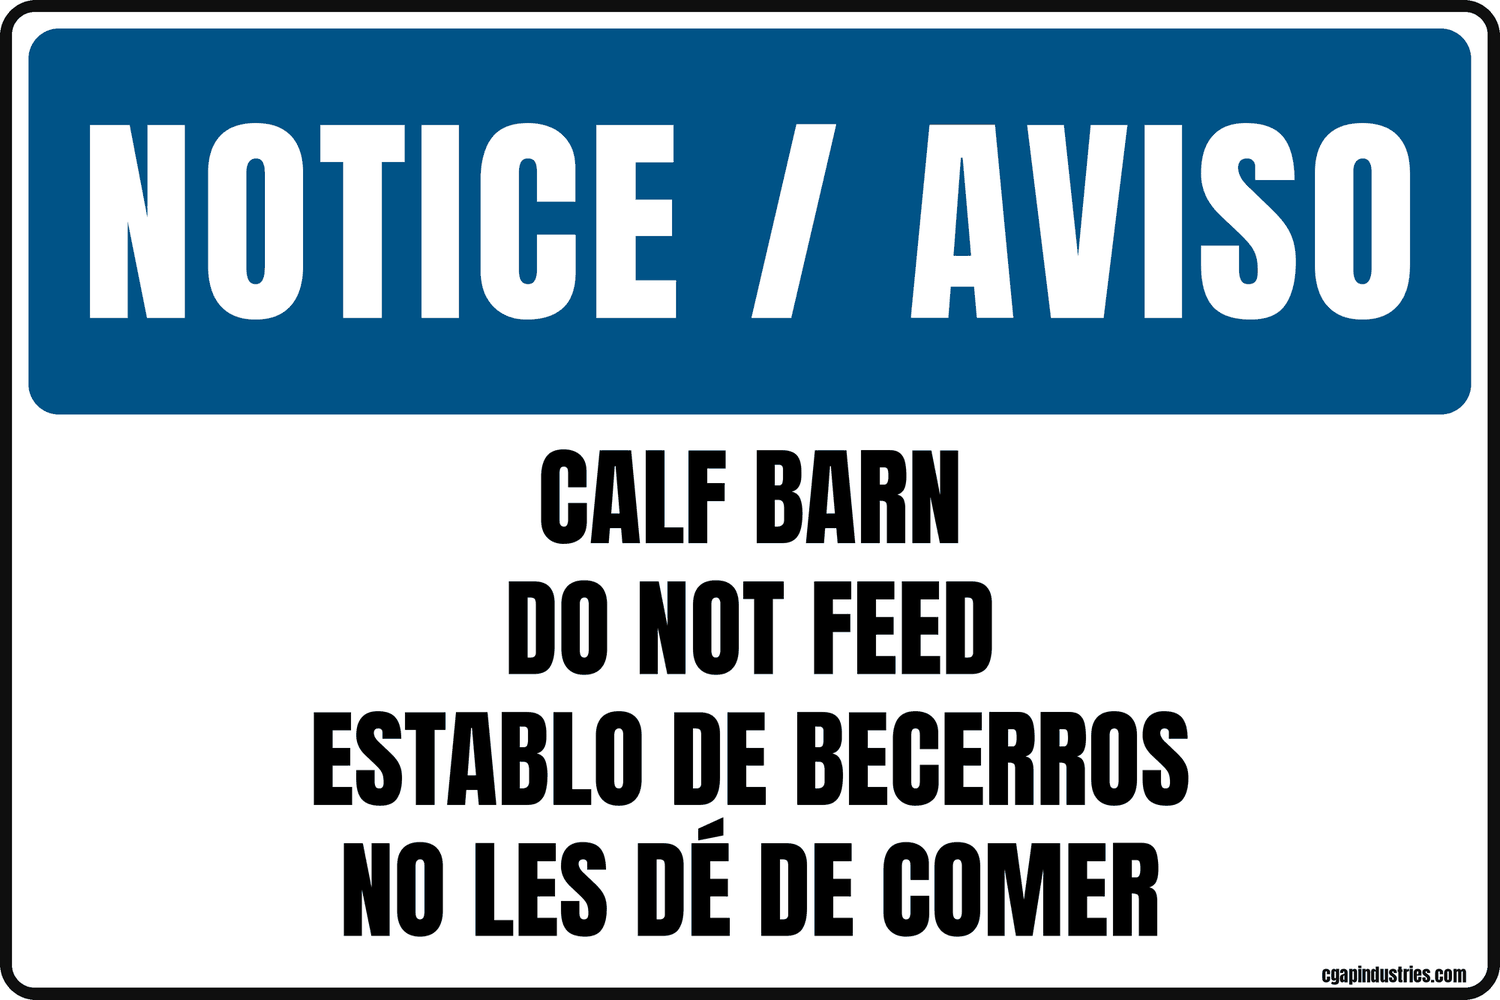 NOTICE / AVISO
CALF BARN
DO NOT FEED
ESTABLO DE BECERROS
NO LES DÉ DE COMER
cgapindustries.com